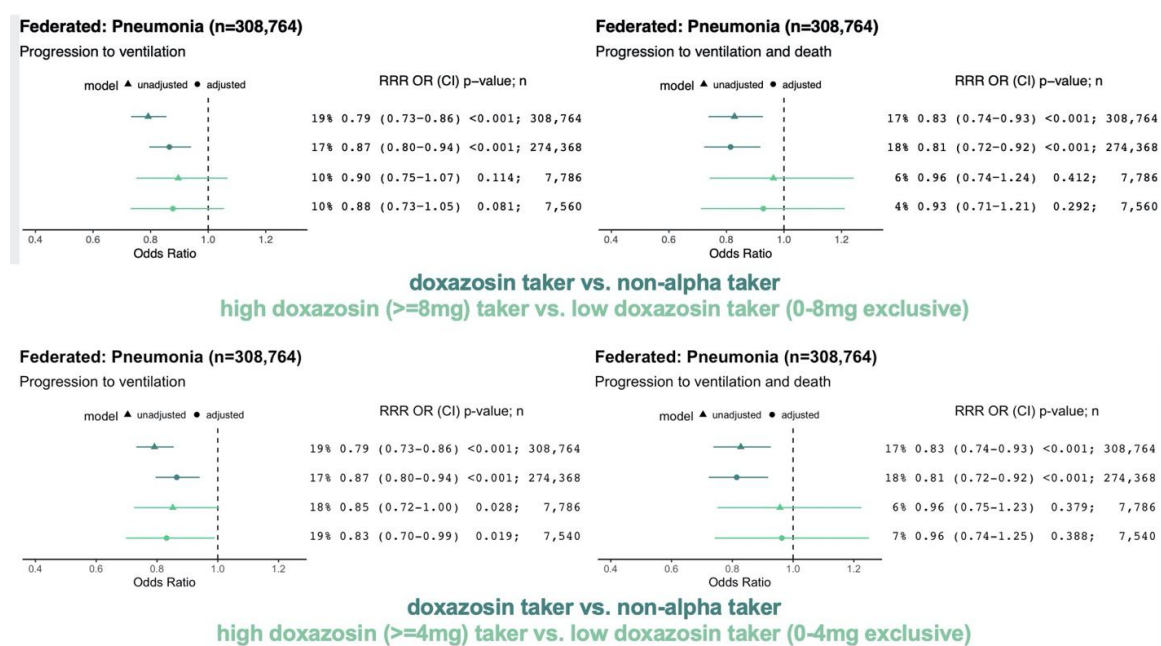 Federated: Pneumonia (n=308,764)
Progression to ventilation
model ▲ unadjusted ● adjusted
RRR OR (CI) p-value; n
19% 0.79 (0.73-0.86) <0.001; 308,764
17% 0.87 (0.80-0.94) <0.001; 274,368
10% 0.90 (0.75-1.07) 0.114; 7,786
10% 0.88 (0.73-1.05) 0.081; 7,560
0.4 0.6 0.8 1.0 1.2
Odds Ratio
Federated: Pneumonia (n=308,764)
Progression to ventilation and death
model ▲ unadjusted ● adjusted
RRR OR (CI) p-value; n
17% 0.83 (0.74-0.93) <0.001; 308,764
18% 0.81 (0.72-0.92) <0.001; 274,368
6% 0.96 (0.74-1.24) 0.412; 7,786
4% 0.93 (0.71-1.21) 0.292; 7,560
0.4 0.6 0.8 1.0 1.2
Odds Ratio
doxazosin taker vs. non-alpha taker
high doxazosin (>=8mg) taker vs. low doxazosin taker (0-8mg exclusive)
Federated: Pneumonia (n=308,764)
Progression to ventilation
model ▲ unadjusted ● adjusted
RRR OR (CI) p-value; n
19% 0.79 (0.73-0.86) <0.001; 308,764
17% 0.87 (0.80-0.94) <0.001; 274,368
18% 0.85 (0.72-1.00) 0.028; 7,786
19% 0.83 (0.70-0.99) 0.019; 7,540
0.4 0.6 0.8 1.0 1.2
Odds Ratio
Federated: Pneumonia (n=308,764)
Progression to ventilation and death
model ▲ unadjusted ● adjusted
RRR OR (CI) p-value; n
17% 0.83 (0.74-0.93) <0.001; 308,764
18% 0.81 (0.72-0.92) <0.001; 274,368
6% 0.96 (0.75-1.23) 0.379; 7,786
7% 0.96 (0.74-1.25) 0.388; 7,540
0.4 0.6 0.8 1.0 1.2
Odds Ratio
doxazosin taker vs. non-alpha taker
high doxazosin (>=4mg) taker vs. low doxazosin taker (0-4mg exclusive)